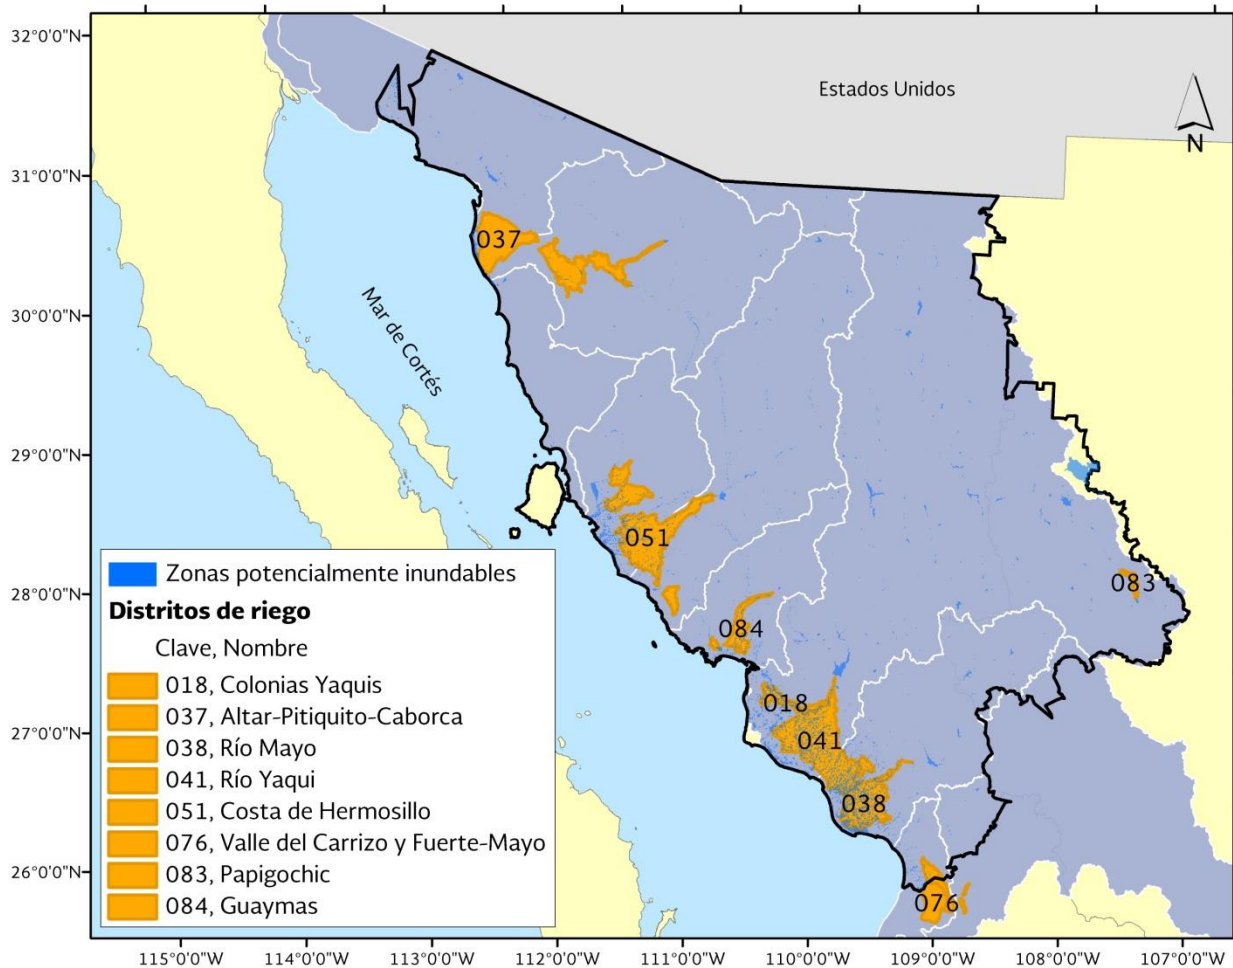 32°0'0"N
31°0'0"N
30°0'0"N
29°0'0"N
28°0'0"N
27°0'0"N
26°0'0"N
Estados Unidos
N
Mar de Cortés
037
051
083
084
018
041
038
076
Zonas potencialmente inundables
Distritos de riego
Clave, Nombre
018, Colonias Yaquis
037, Altar-Pitiquito-Caborca
038, Río Mayo
041, Río Yaqui
051, Costa de Hermosillo
076, Valle del Carrizo y Fuerte-Mayo
083, Papigochic
084, Guaymas
115°0'0"W 114°0'0"W 113°0'0"W 112°0'0"W 111°0'0"W 110°0'0"W 109°0'0"W 108°0'0"W 107°0'0"W